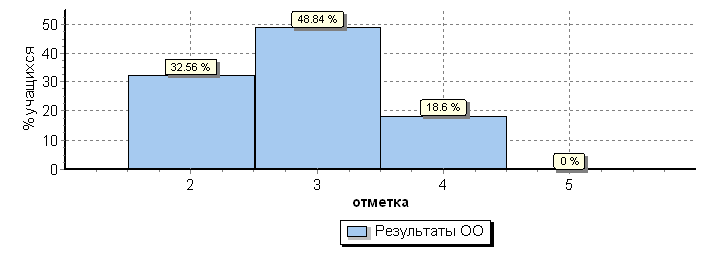 % учащихся
50
40
30
20
10
0
32.56 %
48.84 %
18.6 %
0 %
2 3 4 5
отметка
Результаты ОО